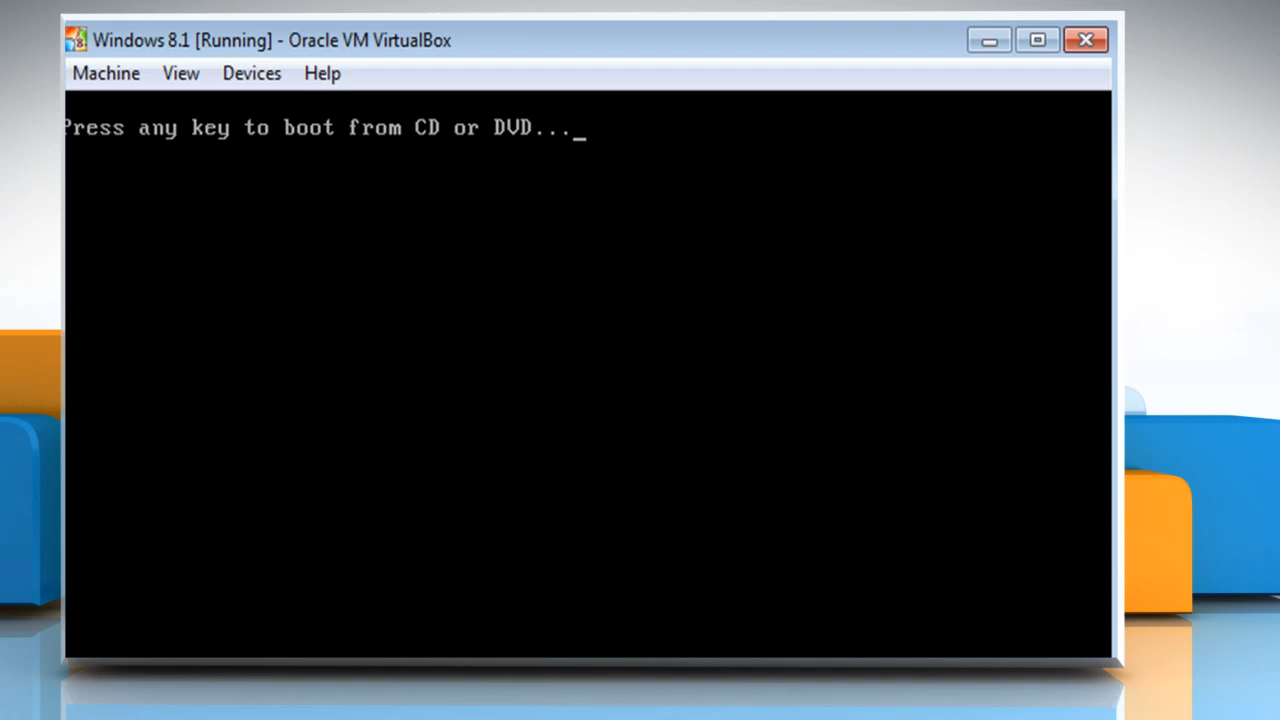 Windows 8.1 [Running] - Oracle VM VirtualBox
Machine View Devices Help
Press any key to boot from CD or DVD..._